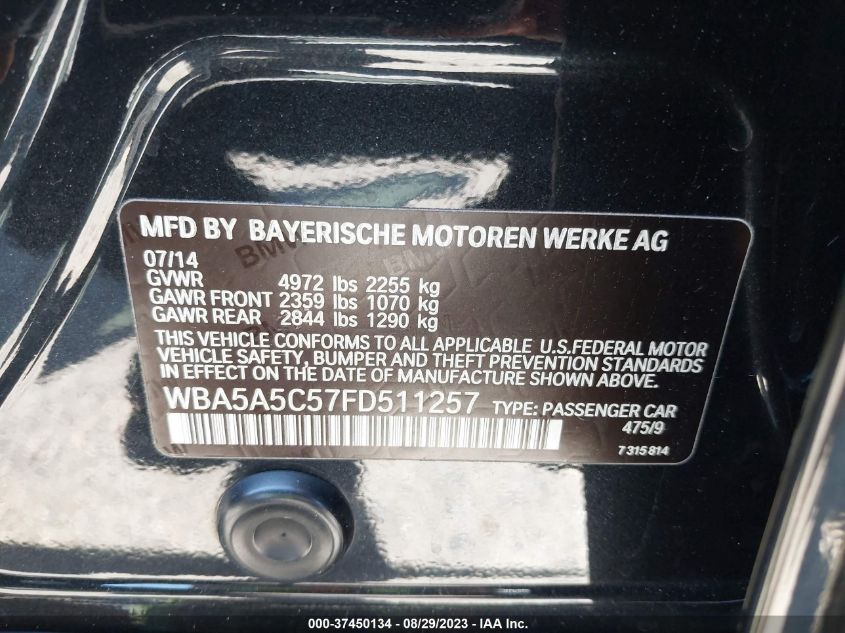 MFD BY BAYERISCHE MOTOREN WERKE AG
07/14
GVWR 4972 lbs 2255 kg
GAWR FRONT 2359 lbs 1070 kg
GAWR REAR 2844 lbs 1290 kg
THIS VEHICLE CONFORMS TO ALL APPLICABLE U.S.FEDERAL MOTOR
VEHICLE SAFETY, BUMPER AND THEFT PREVENTION STANDARDS
IN EFFECT ON THE DATE OF MANUFACTURE SHOWN ABOVE.
WBA5A5C57FD511257 TYPE: PASSENGER CAR
475/9
7 315 814
000-37450134 - 08/29/2023 - IAA Inc.